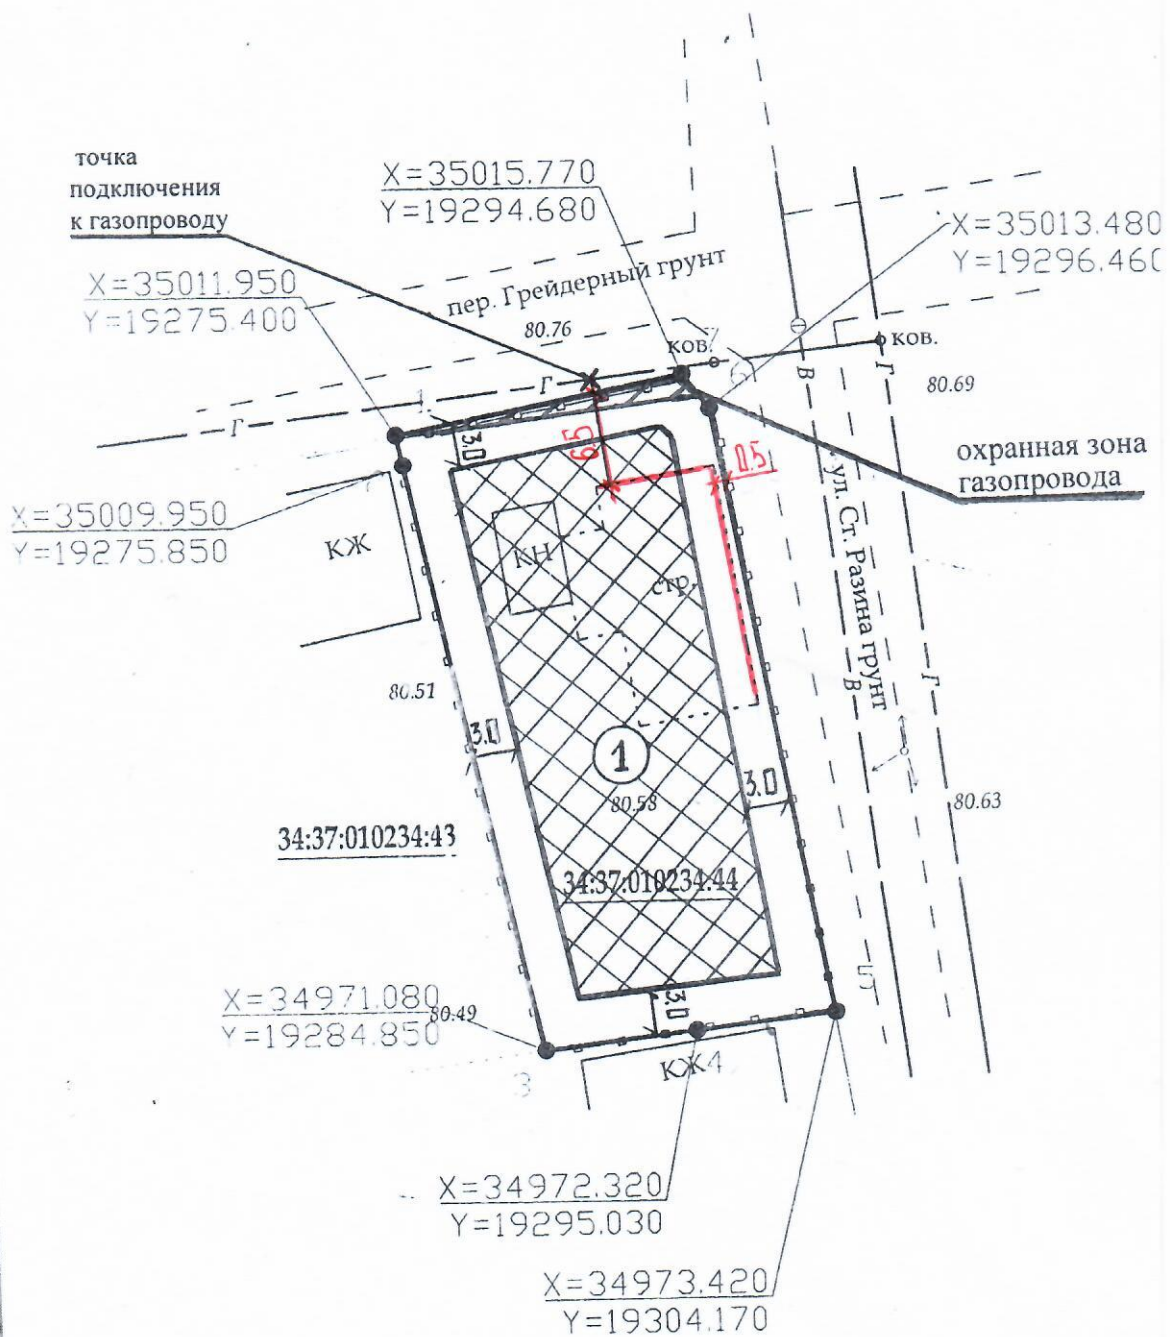 точка
подключения
к газопроводу
X=35015.770
Y=19294.680
X=35013.480
Y=19296.460
X=35011.950
Y=19275.400
пер. Грейдерный грунт
80.76
ков.
7
6
ков.
Г
Г
1
В
Г
80.69
3.0
6.5
0.5
охранная зона
газопровода
X=35009.950
Y=19275.850
КЖ
КН
стр.
ул. Ст. Разина грунт
80.51
В
Г
3.0
1
80.58
3.0
80.63
34:37:010234:43
34:37:010234:44
5
X=34971.080
Y=19284.850
80.49
3.0
3
КЖ4
X=34972.320
Y=19295.030
X=34973.420
Y=19304.170